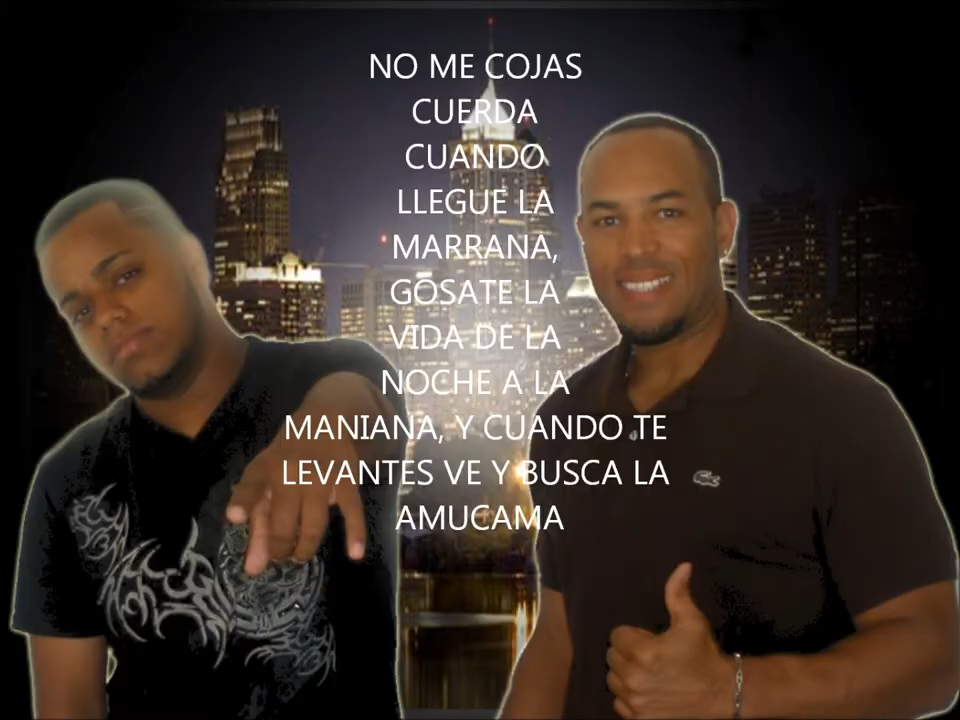 NO ME COJAS
CUERDA
CUANDO
LLEGUE LA
MARRANA,
GOSATE LA
VIDA DE LA
NOCHE A LA
MANIANA, Y CUANDO TE
LEVANTES VE Y BUSCA LA
AMUCAMA